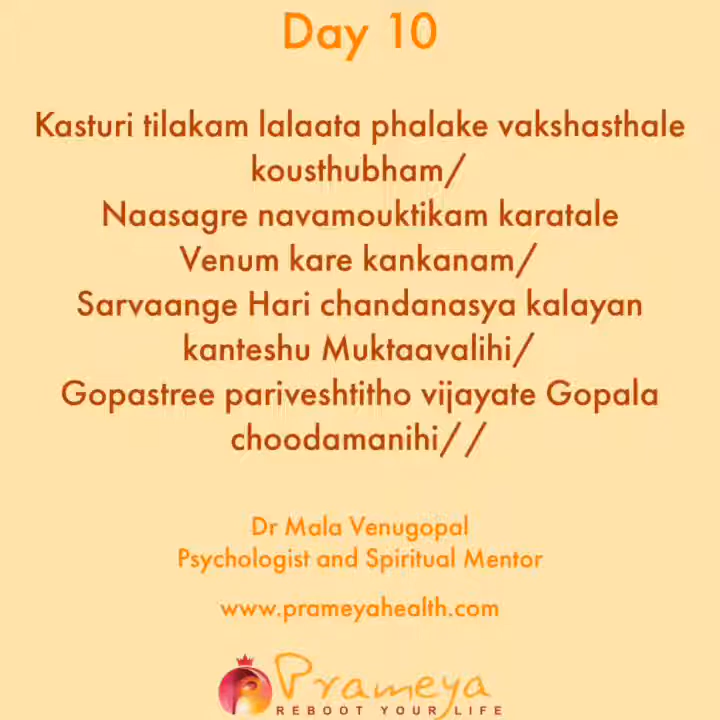 Day 10
Kasturi tilakam lalaata phalake vakshasthale
kousthubham/
Naasagre navamouktikam karatale
Venum kare kankanam/
Sarvaange Hari chandanasya kalayan
kanteshu Muktaavalihi/
Gopastree pariveshtitho vijayate Gopala
choodamanihi//
Dr Mala Venugopal
Psychologist and Spiritual Mentor
www.prameyahealth.com
Prameya
REBOOT YOUR LIFE